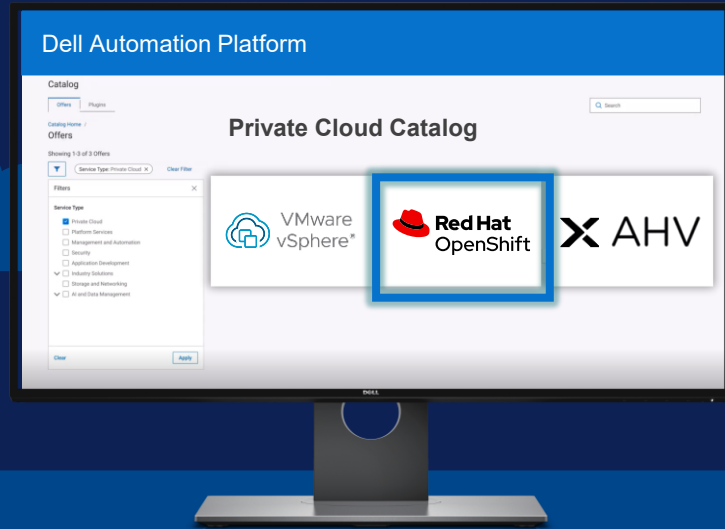 Dell Automation Platform
Catalog
Offers Plugins
Search
Catalog Home /
Offers
Private Cloud Catalog
Showing 1-3 of 3 Offers
Service Type: Private Cloud X Clear Filter
Filters
Service Type
Private Cloud
Platform Services
Management and Automation
Security
Application Development
Industry Solutions
Storage and Networking
AI and Data Management
Clear Apply
VMware
vSphere®
Red Hat
OpenShift
X AHV
DELL